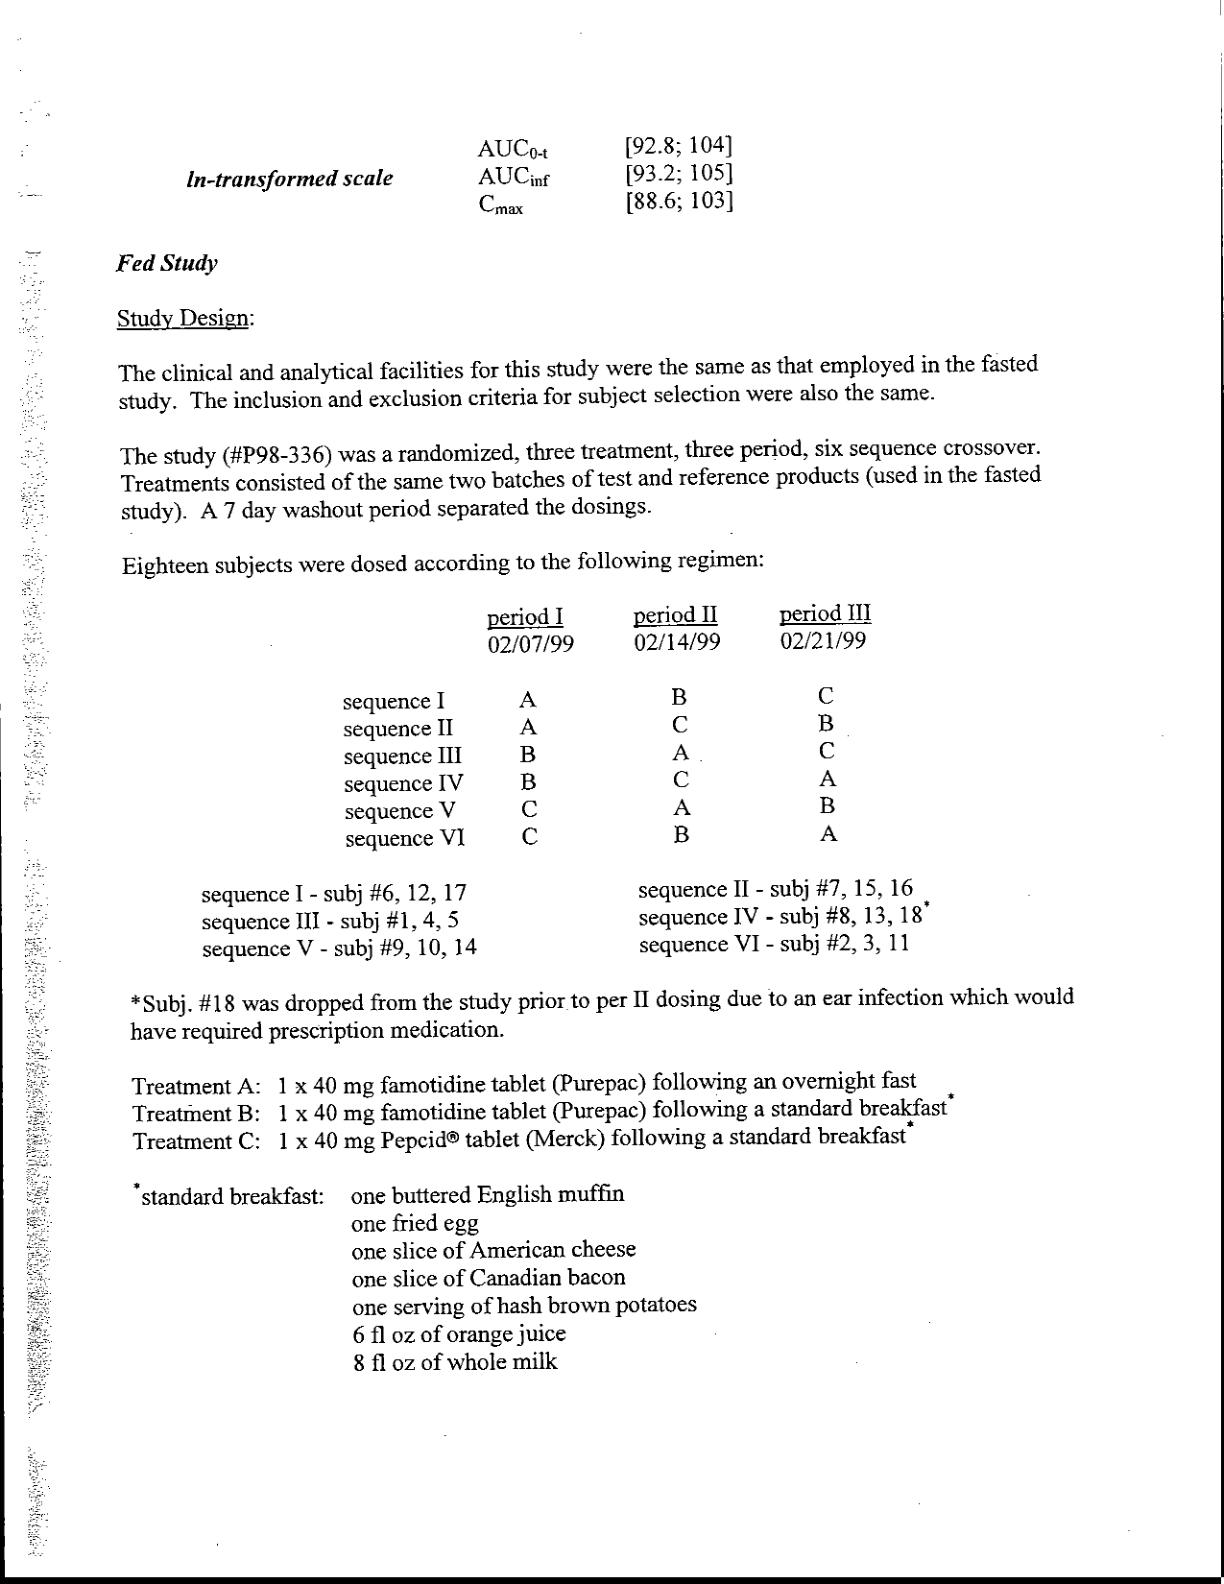 AUC0-t [92.8; 104]
ln-transformed scale AUCinf [93.2; 105]
Cmax [88.6; 103]
Fed Study
Study Design:
The clinical and analytical facilities for this study were the same as that employed in the fasted
study. The inclusion and exclusion criteria for subject selection were also the same.
The study (#P98-336) was a randomized, three treatment, three period, six sequence crossover.
Treatments consisted of the same two batches of test and reference products (used in the fasted
study). A 7 day washout period separated the dosings.
Eighteen subjects were dosed according to the following regimen:
period I period II period III
02/07/99 02/14/99 02/21/99
sequence I A B C
sequence II A C B
sequence III B A C
sequence IV B C A
sequence V C A B
sequence VI C B A
sequence I - subj #6, 12, 17 sequence II - subj #7, 15, 16
sequence III - subj #1, 4, 5 sequence IV - subj #8, 13, 18*
sequence V - subj #9, 10, 14 sequence VI - subj #2, 3, 11
*Subj. #18 was dropped from the study prior to per II dosing due to an ear infection which would
have required prescription medication.
Treatment A: 1 x 40 mg famotidine tablet (Purepac) following an overnight fast
Treatment B: 1 x 40 mg famotidine tablet (Purepac) following a standard breakfast*
Treatment C: 1 x 40 mg Pepcid® tablet (Merck) following a standard breakfast*
*standard breakfast: one buttered English muffin
one fried egg
one slice of American cheese
one slice of Canadian bacon
one serving of hash brown potatoes
6 fl oz of orange juice
8 fl oz of whole milk